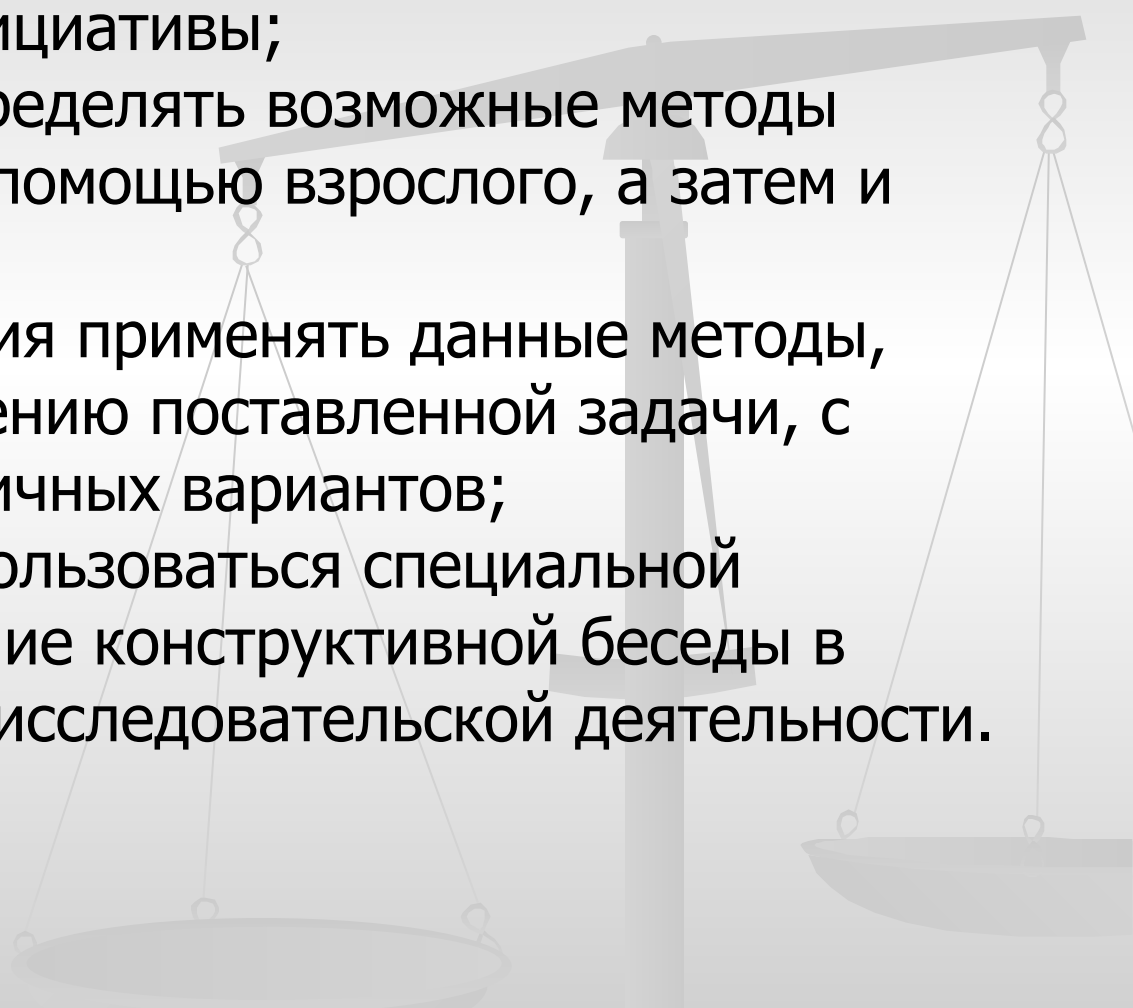 ициативы;
ределять возможные методы
помощью взрослого, а затем и
ия применять данные методы,
ению поставленной задачи, с
ичных вариантов;
ользоваться специальной
ие конструктивной беседы в
исследовательской деятельности.